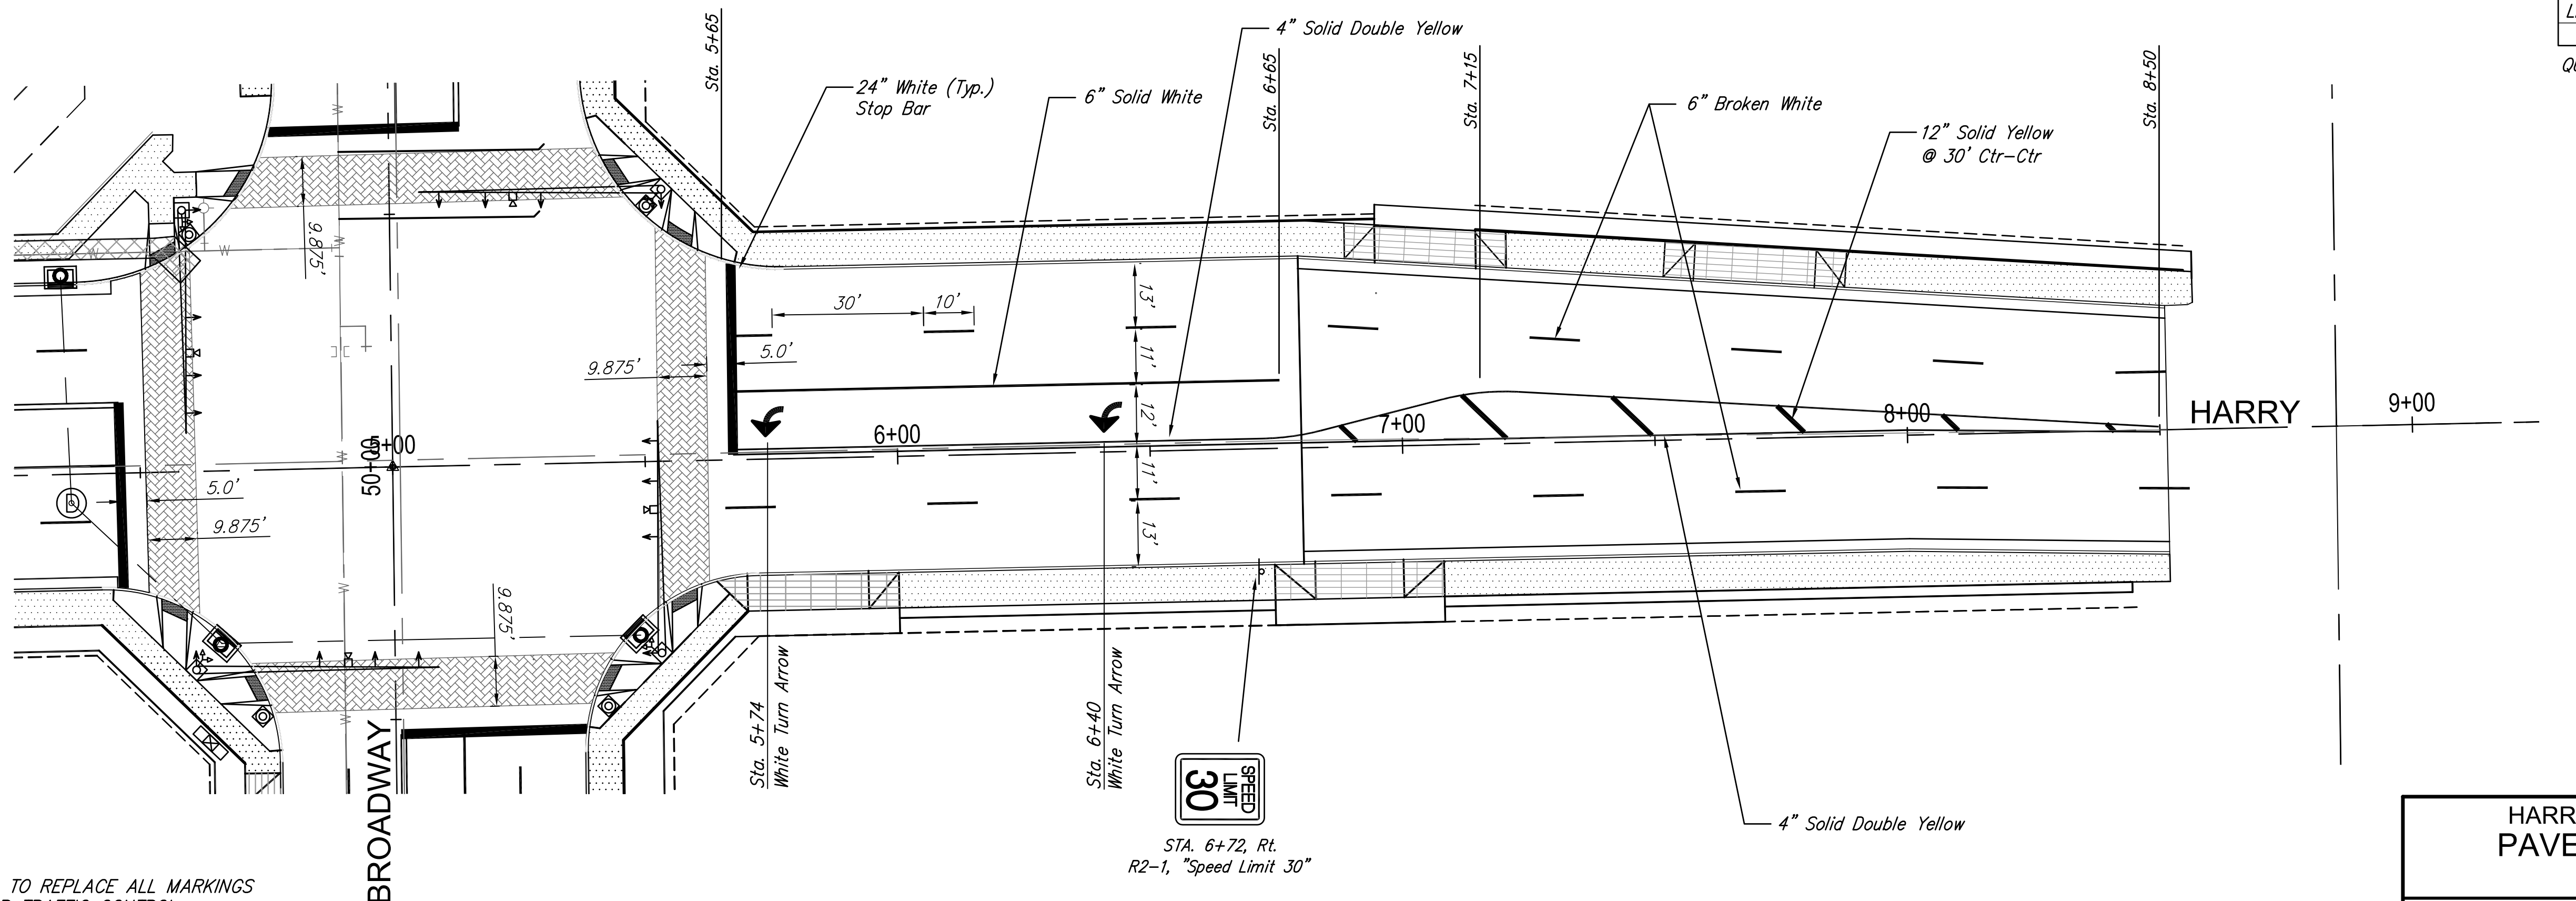 Sta. 5+65
4" Solid Double Yellow
Sta. 6+65
Sta. 7+15
Sta. 8+50
24" White (Typ.)
Stop Bar
6" Solid White
6" Broken White
12" Solid Yellow
@ 30' Ctr-Ctr
9.875'
W
W
W
W
W
W
W
W
W
30'
10'
13'
5.0'
9.875'
11'
12'
5+00
50+00
6+00
7+00
8+00
HARRY
9+00
D
5.0'
9.875'
11'
13'
9.875'
Sta. 5+74
White Turn Arrow
Sta. 6+40
White Turn Arrow
SPEED
LIMIT
30
STA. 6+72, Rt.
R2-1, "Speed Limit 30"
4" Solid Double Yellow
BROADWAY
TO REPLACE ALL MARKINGS
HARR
PAVE